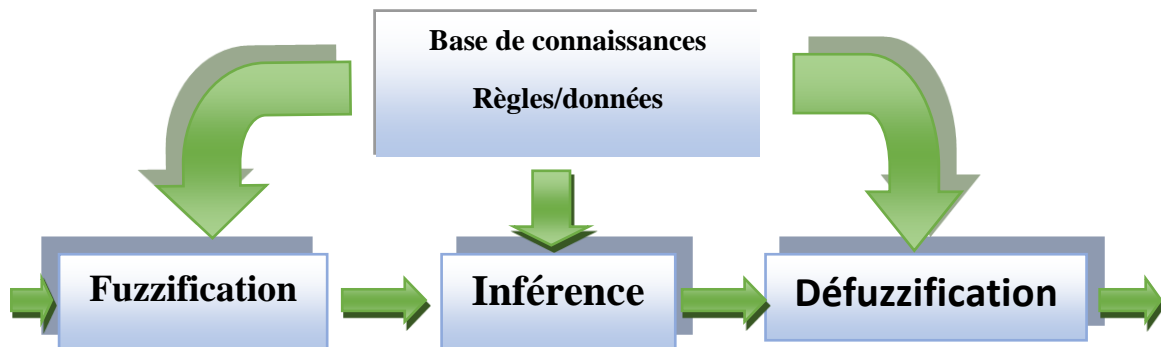 Base de connaissances
Règles/données
Fuzzification
Inférence
Défuzzification